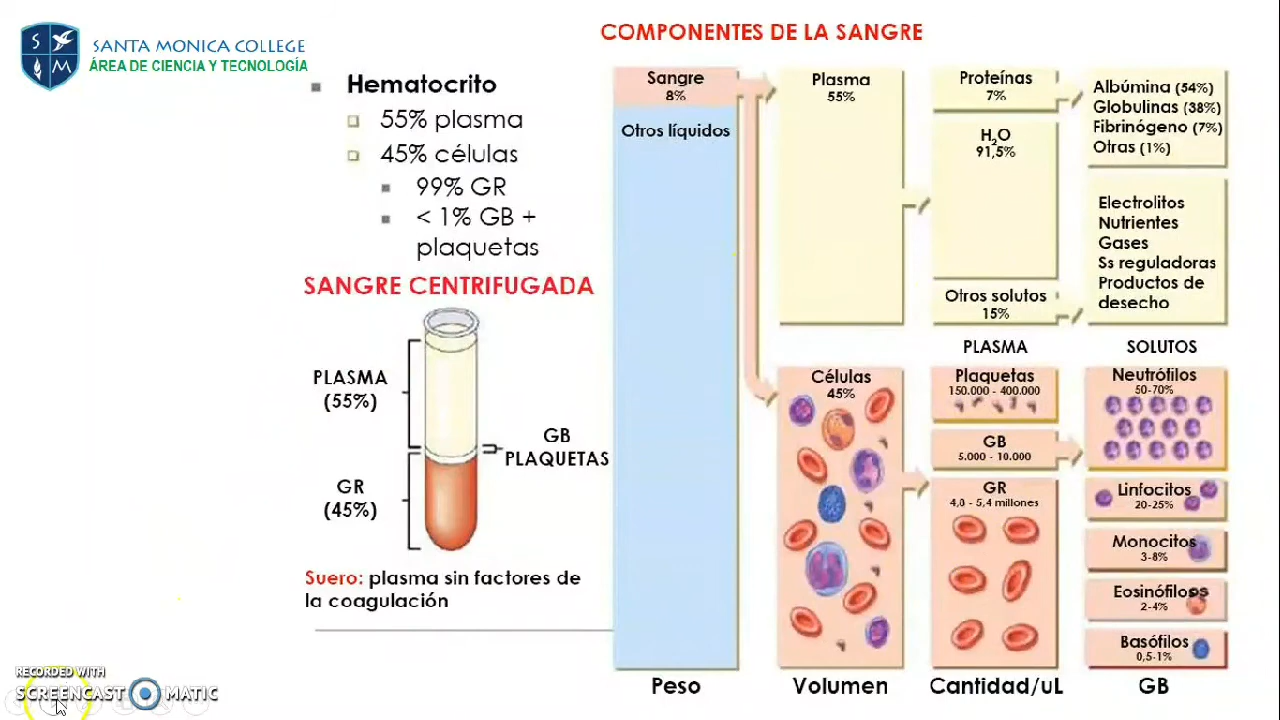 SANTA MONICA COLLEGE
ÁREA DE CIENCIA Y TECNOLOGÍA
COMPONENTES DE LA SANGRE
Hematocrito
55% plasma
45% células
99% GR
< 1% GB +
plaquetas
SANGRE CENTRIFUGADA
PLASMA
(55%)
GB
PLAQUETAS
GR
(45%)
Suero: plasma sin factores de
la coagulación
Sangre
8%
Otros líquidos
Peso
Plasma
55%
Células
45%
Volumen
Proteínas
7%
H₂O
91,5%
Otros solutos
15%
PLASMA
Plaquetas
150.000 - 400.000
GB
5.000 - 10.000
GR
4,8 - 5,4 millones
Cantidad/uL
Albúmina (54%)
Globulinas (38%)
Fibrinógeno (7%)
Otras (1%)
Electrolitos
Nutrientes
Gases
Ss reguladoras
Productos de
desecho
SOLUTOS
Neutrófilos
50-70%
Linfocitos
20-25%
Monocitos
3-8%
Eosinófilos
2-4%
Basófilos
0,5-1%
GB
S
M
RECORDED WITH
SCREENCAST MATIC